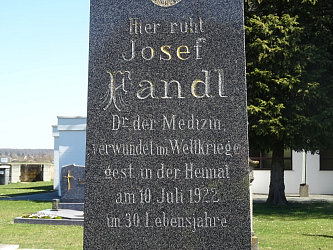 Hier ruht
Josef
Fandl
Dr. der Medizin
verwundet im Weltkriege
gest. in der Heimat
am 10. Juli 1922
im 30. Lebensjahre